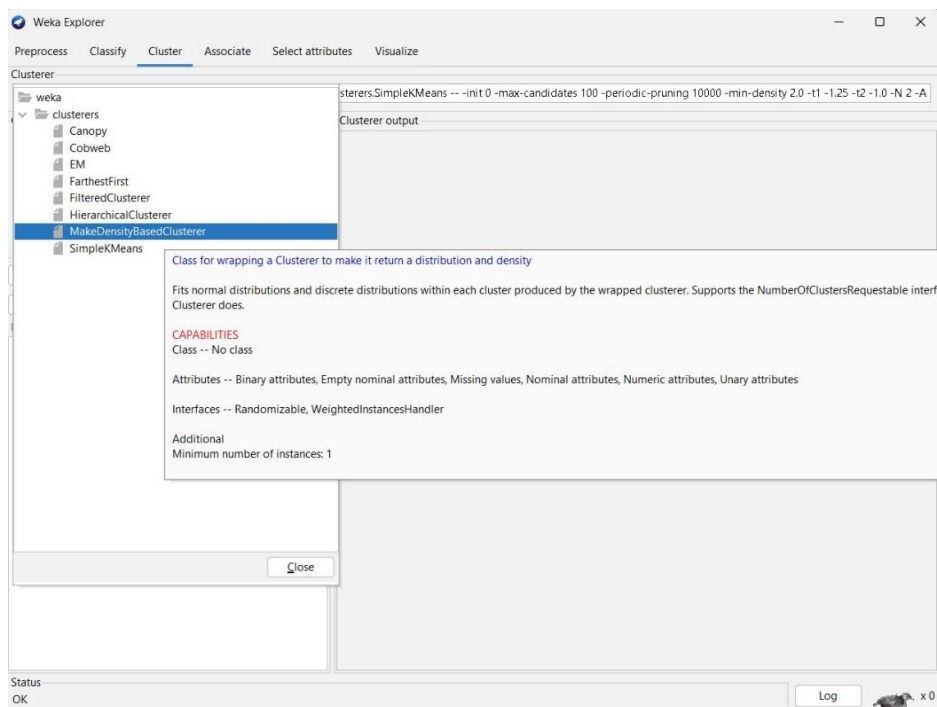 Weka Explorer
Preprocess Classify Cluster Associate Select attributes Visualize
Clusterer
sterers.SimpleKMeans -- -init 0 -max-candidates 100 -periodic-pruning 10000 -min-density 2.0 -t1 -1.25 -t2 -1.0 -N 2 -A
weka
clusterers
Canopy
Cobweb
EM
FarthestFirst
FilteredClusterer
HierarchicalClusterer
MakeDensityBasedClusterer
SimpleKMeans
Clusterer output
Class for wrapping a Clusterer to make it return a distribution and density
Fits normal distributions and discrete distributions within each cluster produced by the wrapped clusterer. Supports the NumberOfClustersRequestable interf
Clusterer does.
CAPABILITIES
Class -- No class
Attributes -- Binary attributes, Empty nominal attributes, Missing values, Nominal attributes, Numeric attributes, Unary attributes
Interfaces -- Randomizable, WeightedInstancesHandler
Additional
Minimum number of instances: 1
Close
Status
OK
Log
x 0